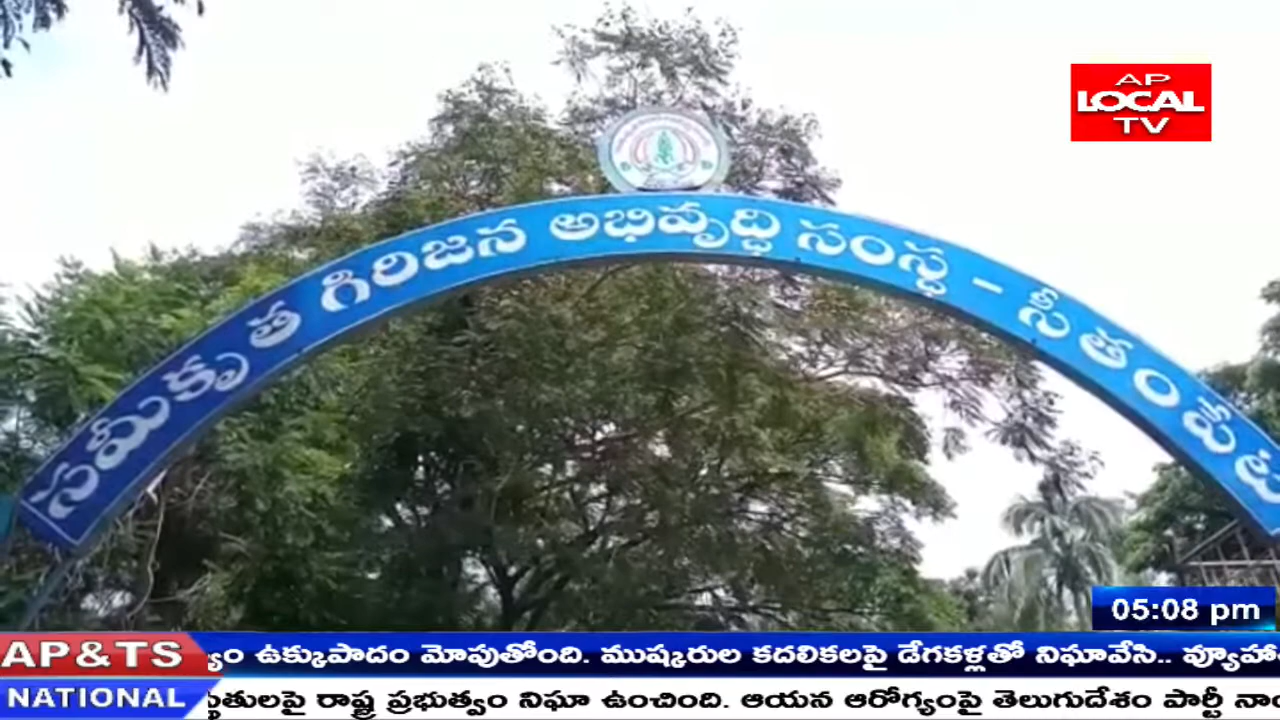 AP
LOCAL
TV
సమీకృత గిరిజన అభివృద్ధి సంస్థ - సీతంపేట
05:08 pm
AP&TS
ఉక్కుపాదం మోపుతోంది. ముష్కరుల కదలికలపై డేగకళ్లతో నిఘావేసి..
NATIONAL
రాష్ట్ర ప్రభుత్వం నిఘా ఉంచింది. ఆయన ఆరోగ్యంపై తెలుగుదేశం పార్టీ